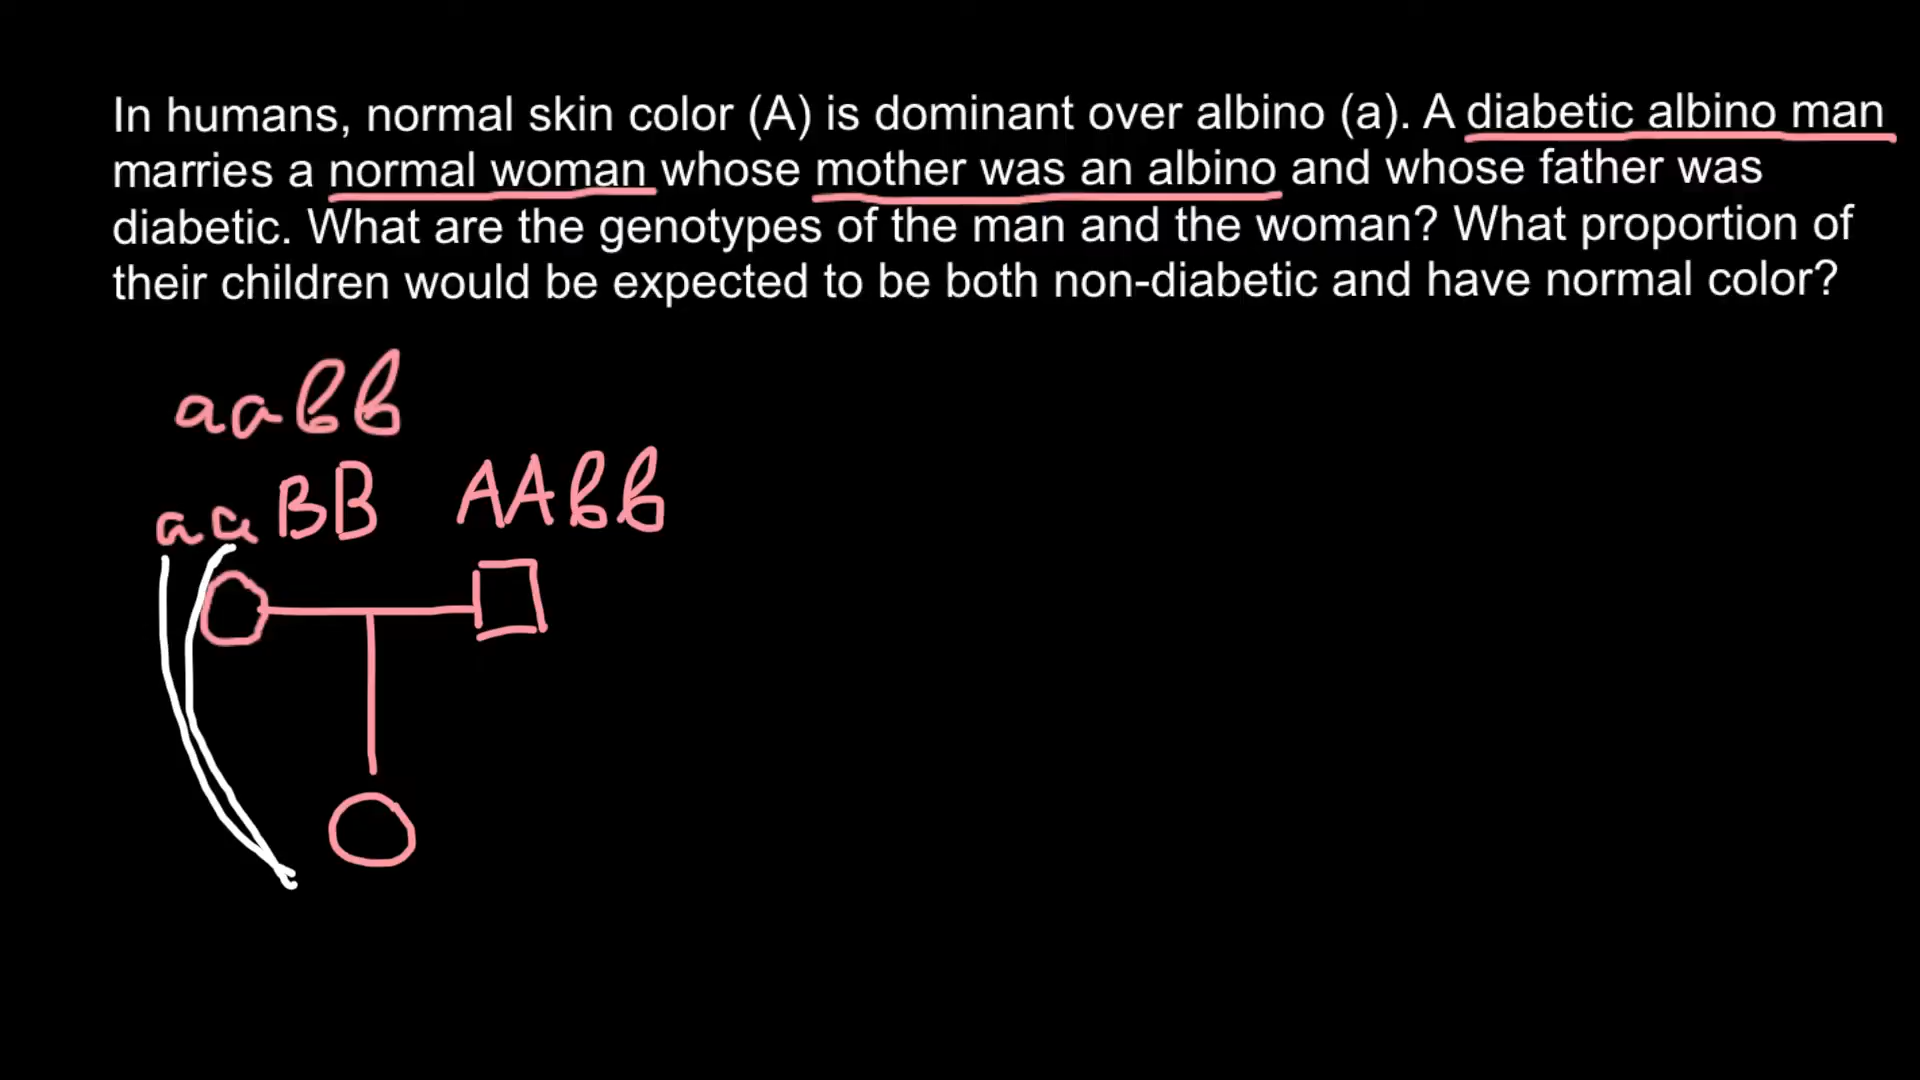 In humans, normal skin color (A) is dominant over albino (a). A diabetic albino man
marries a normal woman whose mother was an albino and whose father was
diabetic. What are the genotypes of the man and the woman? What proportion of
their children would be expected to be both non-diabetic and have normal color?
aabb
aaBB AAbb